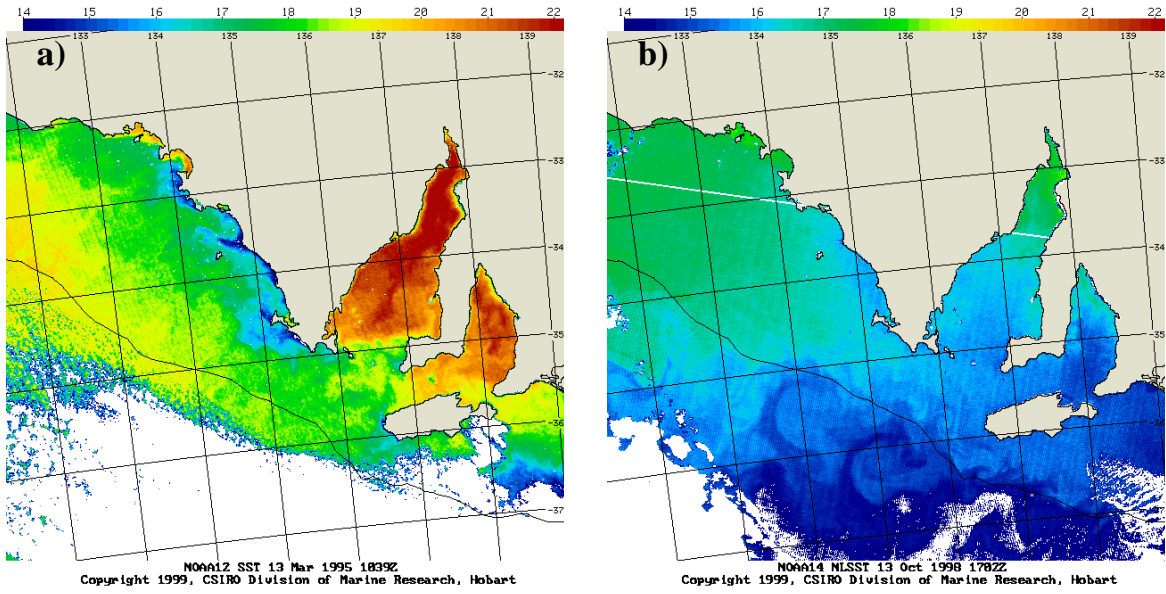 14 15 16 17 18 19 20 21 22
133 134 135 136 137 138 139
a)
-32
-33
-34
-35
-36
-37
NOAA12 SST 13 Mar 1995 1039Z
Copyright 1999, CSIRO Division of Marine Research, Hobart
14 15 16 17 18 19 20 21 22
133 134 135 136 137 138 139
b)
-32
-33
-34
-35
-36
-37
NOAA14 NLSST 13 Oct 1998 1702Z
Copyright 1999, CSIRO Division of Marine Research, Hobart